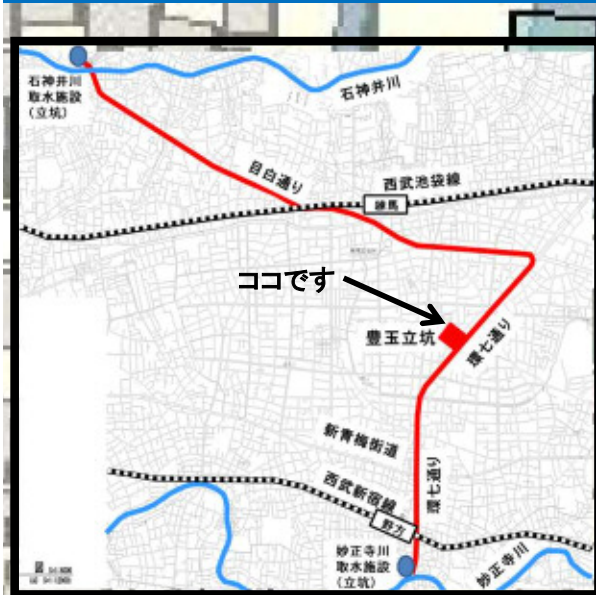 石神井川
取水施設
(立坑)
石神井川
目白通り
西武池袋線
練馬
ココです
豊玉立坑
環七通り
新青梅街道
環七通り
西武新宿線
野方
妙正寺川
取水施設
(立坑)
妙正寺川